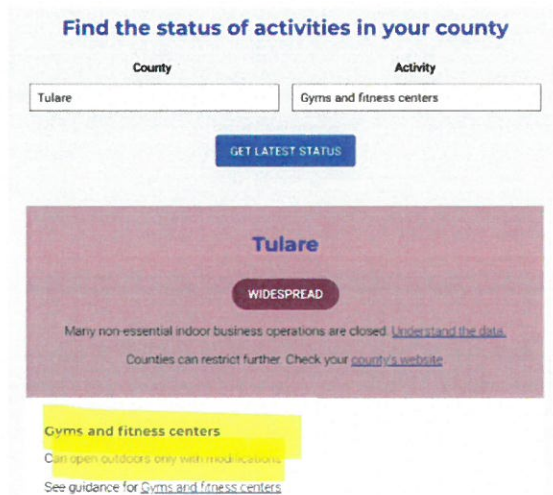 Find the status of activities in your county
County
Activity
Tulare
Gyms and fitness centers
GET LATEST STATUS
Tulare
WIDESPREAD
Many non-essential indoor business operations are closed. Understand the data.
Counties can restrict further. Check your county's website
Gyms and fitness centers
Can open outdoors only with modifications
See guidance for Gyms and fitness centers